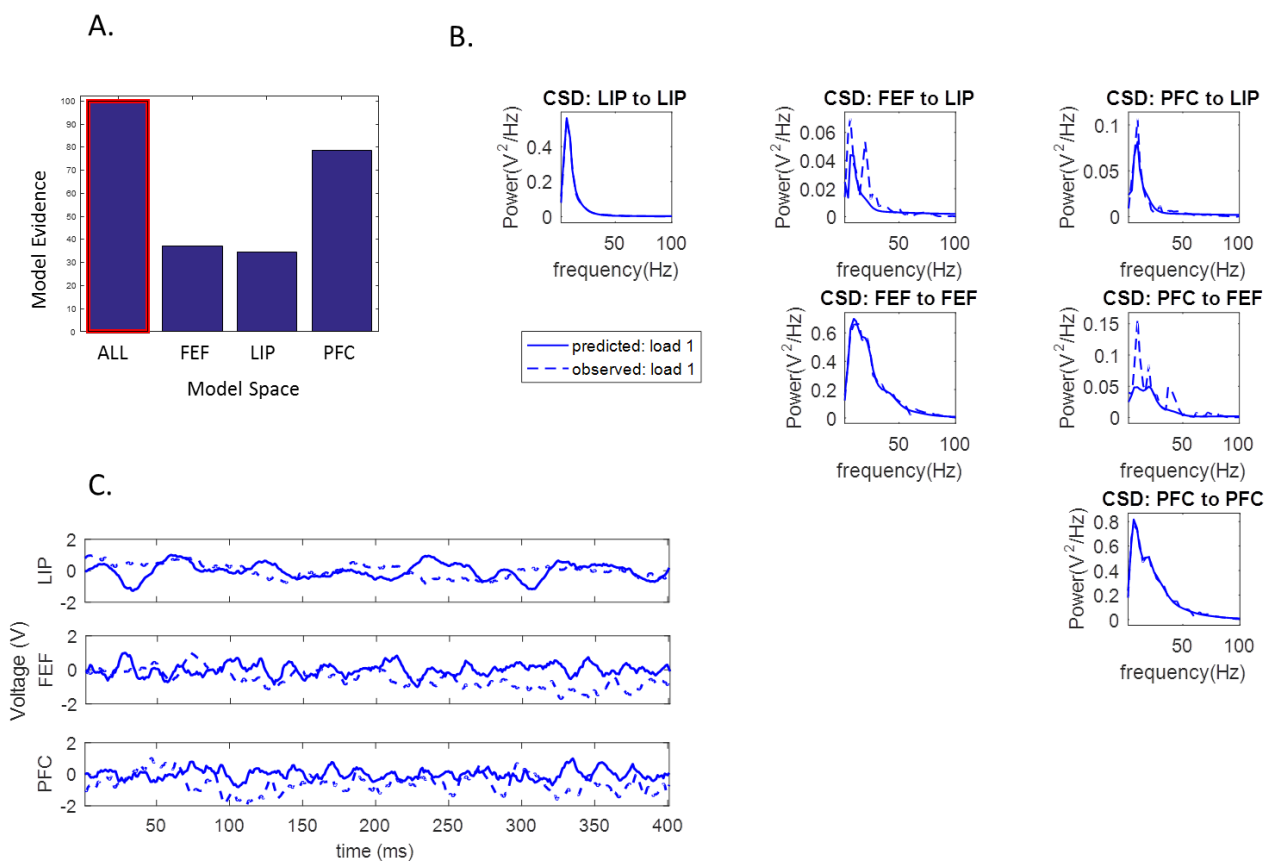 A.
100
90
80
70
60
50
40
30
20
10
0
Model Evidence
ALL FEF LIP PFC
Model Space
B.
CSD: LIP to LIP
Power(V²/Hz)
0.4
0.2
0
50 100
frequency(Hz)
CSD: FEF to LIP
Power(V²/Hz)
0.06
0.04
0.02
0
50 100
frequency(Hz)
CSD: PFC to LIP
Power(V²/Hz)
0.1
0.05
0
50 100
frequency(Hz)
predicted: load 1
observed: load 1
CSD: FEF to FEF
Power(V²/Hz)
0.6
0.4
0.2
0
50 100
frequency(Hz)
CSD: PFC to FEF
Power(V²/Hz)
0.15
0.1
0.05
0
50 100
frequency(Hz)
CSD: PFC to PFC
Power(V²/Hz)
0.8
0.6
0.4
0.2
0
50 100
frequency(Hz)
C.
Voltage (V)
LIP
2
0
-2
FEF
2
0
-2
PFC
2
0
-2
50 100 150 200 250 300 350 400
time (ms)